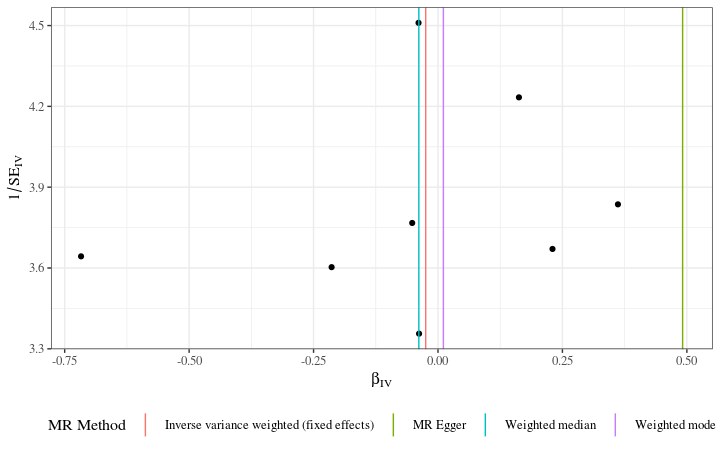 4.5
4.2
3.9
3.6
3.3
1/SE_IV
-0.75 -0.50 -0.25 0.00 0.25 0.50
β_IV
MR Method Inverse variance weighted (fixed effects) MR Egger Weighted median Weighted mode